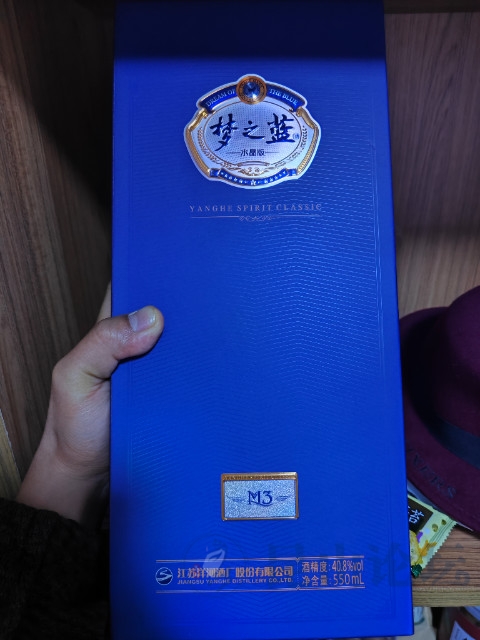 DREAM OF THE BLUE
梦之蓝
水晶版
YANGHE SPIRIT CLASSIC
M3
江苏洋河酒厂股份有限公司
JIANGSU YANGHE DISTILLERY CO.,LTD.
酒精度:40.8%vol
净含量:550mL